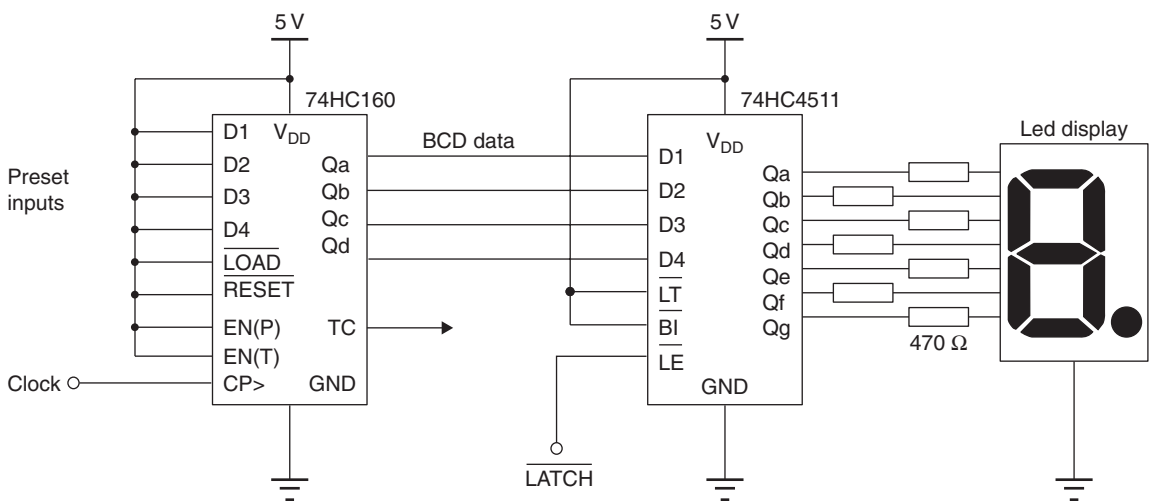 5 V
5 V
74HC160
74HC4511
Preset
inputs
D1
D2
D3
D4
LOAD
RESET
EN(P)
EN(T)
CP>
V_DD
Qa
Qb
Qc
Qd
TC
GND
Clock
BCD data
D1
D2
D3
D4
LT
BI
LE
V_DD
Qa
Qb
Qc
Qd
Qe
Qf
Qg
GND
LATCH
470 Ω
Led display